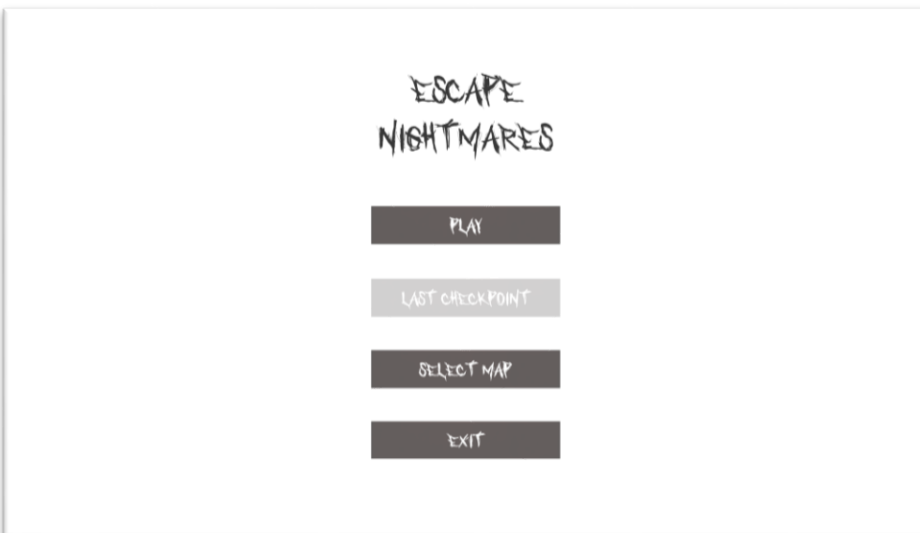 ESCAPE
NIGHTMARES
PLAY
LAST CHECKPOINT
SELECT MAP
EXIT